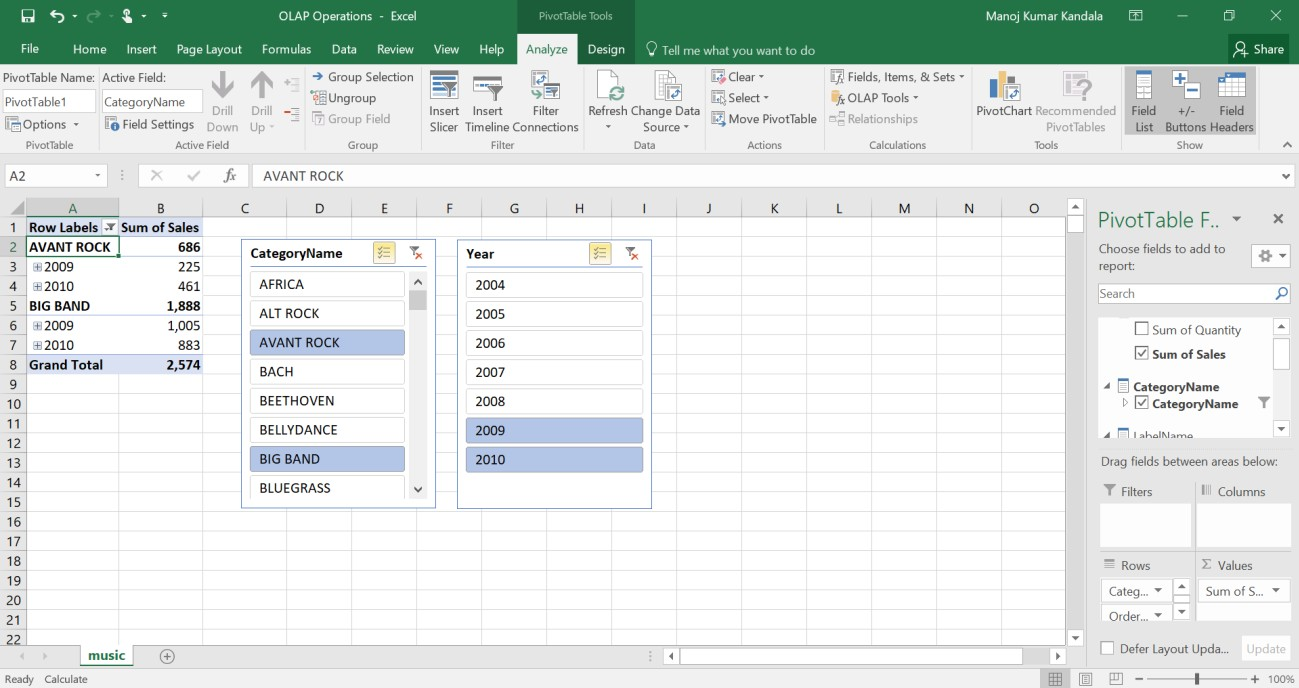 OLAP Operations - Excel
PivotTable Tools
Manoj Kumar Kandala
File Home Insert Page Layout Formulas Data Review View Help Analyze Design Tell me what you want to do Share
PivotTable Name:
PivotTable1
Options
PivotTable
Active Field:
CategoryName
Field Settings
Drill Down
Drill Up
Active Field
Group Selection
Ungroup
Group Field
Group
Insert Slicer
Insert Timeline
Filter Connections
Filter
Refresh
Change Data Source
Data
Clear
Select
Move PivotTable
Actions
Fields, Items, & Sets
OLAP Tools
Relationships
Calculations
PivotChart
Recommended PivotTables
Tools
Field List
+/- Buttons
Field Headers
Show
A2
fx
AVANT ROCK
A B C D E F G H I J K L M N O
1 Row Labels Sum of Sales
2 AVANT ROCK 686
3 2009 225
4 2010 461
5 BIG BAND 1,888
6 2009 1,005
7 2010 883
8 Grand Total 2,574
9
10
11
12
13
14
15
16
17
18
19
20
21
22
CategoryName
AFRICA
ALT ROCK
AVANT ROCK
BACH
BEETHOVEN
BELLYDANCE
BIG BAND
BLUEGRASS
Year
2004
2005
2006
2007
2008
2009
2010
PivotTable F..
Choose fields to add to
report:
Search
Sum of Quantity
Sum of Sales
CategoryName
CategoryName
LabelName
Drag fields between areas below:
Filters
Columns
Rows
Σ Values
Categ...
Sum of S...
Order...
Defer Layout Upda...
Update
music
Ready Calculate
100%